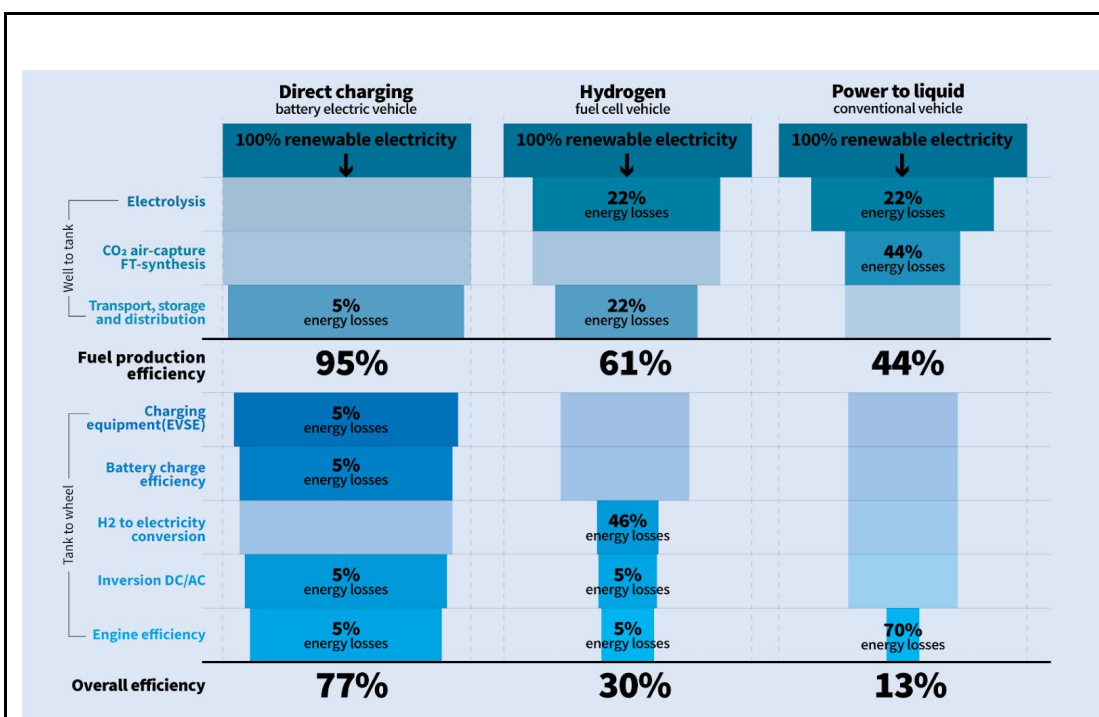 Direct charging
battery electric vehicle
Hydrogen
fuel cell vehicle
Power to liquid
conventional vehicle
100% renewable electricity
100% renewable electricity
100% renewable electricity
Well to tank
Electrolysis
22%
energy losses
22%
energy losses
CO₂ air-capture
FT-synthesis
44%
energy losses
Transport, storage
and distribution
5%
energy losses
22%
energy losses
Fuel production
efficiency
95%
61%
44%
Tank to wheel
Charging
equipment(EVSE)
5%
energy losses
Battery charge
efficiency
5%
energy losses
H2 to electricity
conversion
46%
energy losses
Inversion DC/AC
5%
energy losses
5%
energy losses
Engine efficiency
5%
energy losses
5%
energy losses
70%
energy losses
Overall efficiency
77%
30%
13%